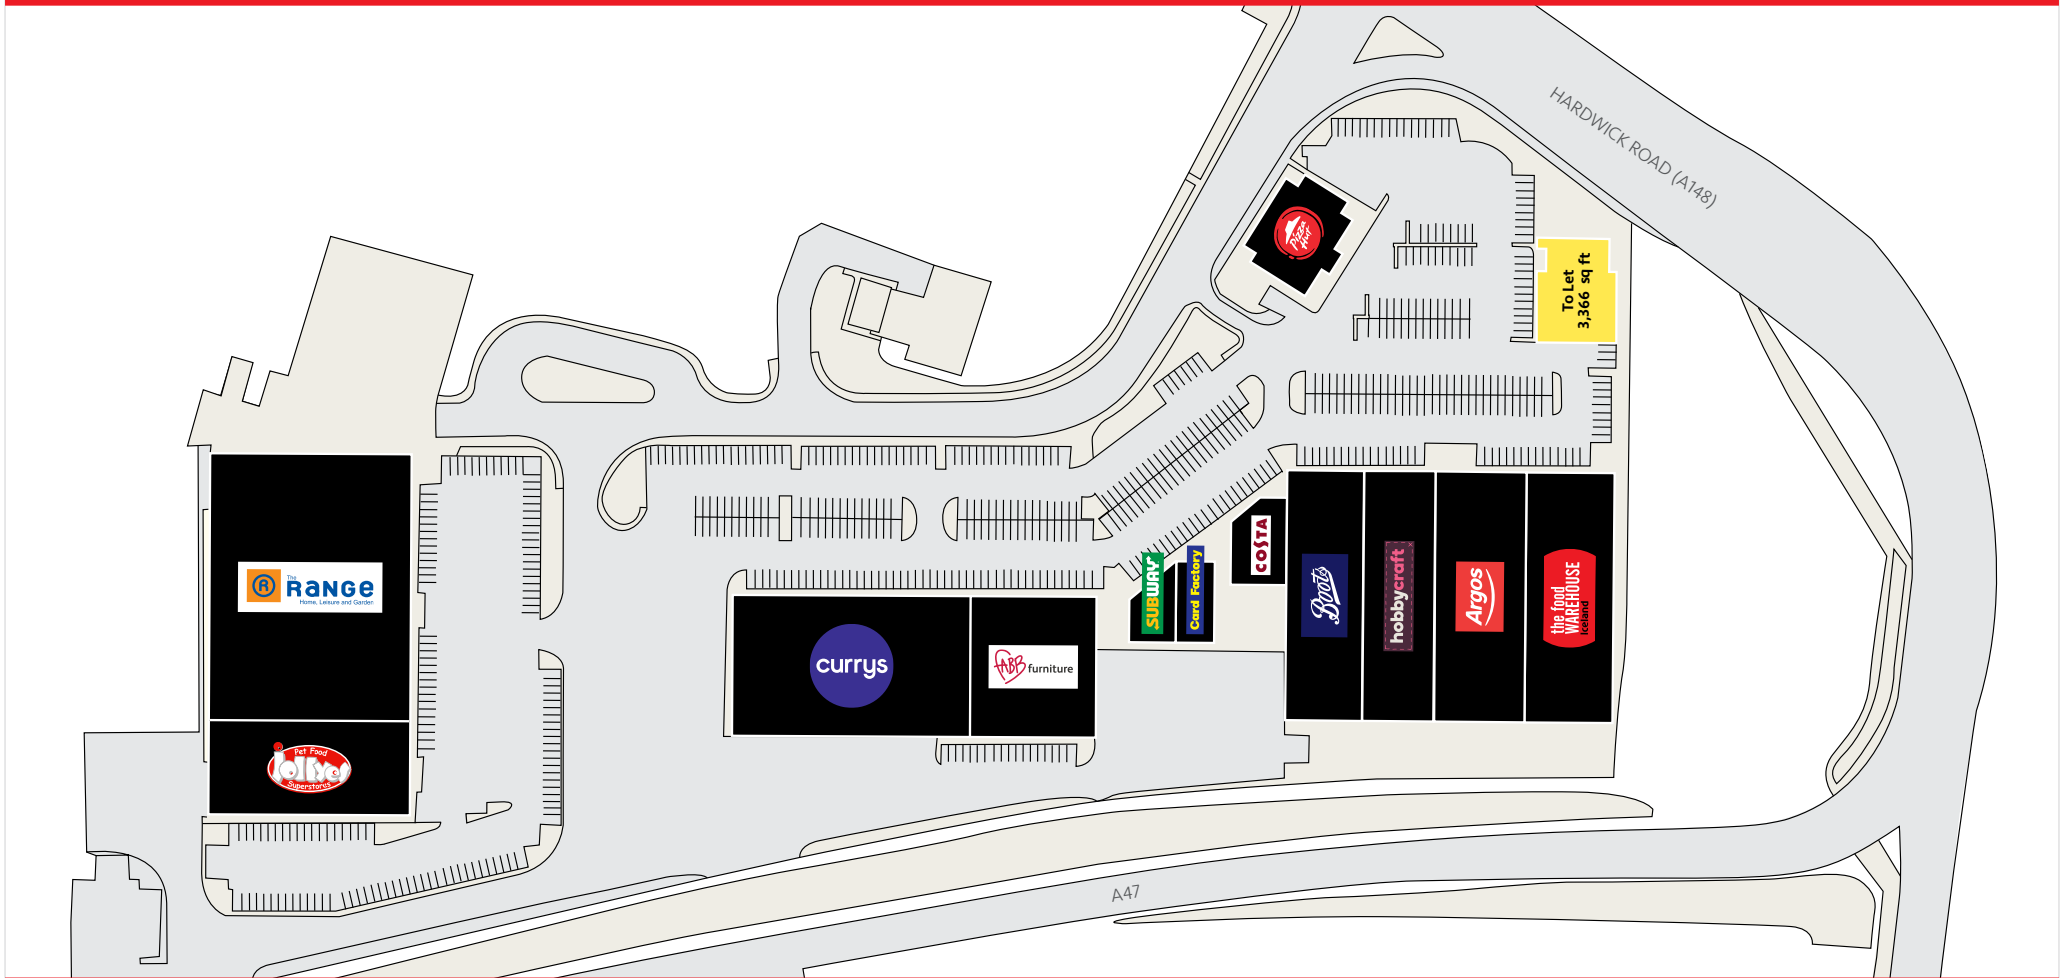 HARDWICK ROAD (A148)
Pizza
Hut
To Let
3,366 sq ft
The
RANGE
Home, Leisure and Garden
R
Pet Food
Jollyes
Superstores
currys
FABB
furniture
SUBWAY
Card Factory
COSTA
Boots
hobbycraft
Argos
the food
WAREHOUSE
Iceland
A47